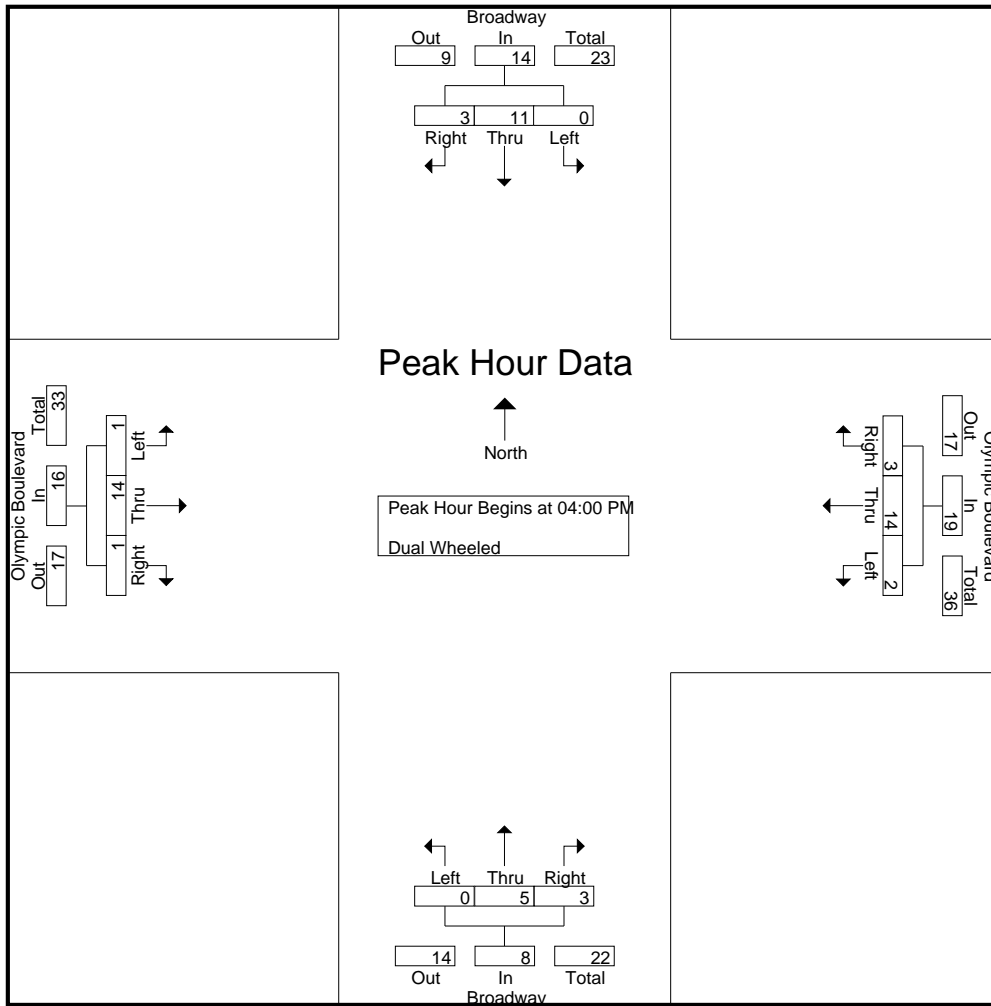 Broadway
Out In Total
9 14 23
3 11 0
Right Thru Left
Peak Hour Data
North
Peak Hour Begins at 04:00 PM
Dual Wheeled
Olympic Boulevard
Out In Total
17 16 33
Left Thru Right
1 14 1
Olympic Boulevard
Out In Total
17 19 36
Right Thru Left
3 14 2
Left Thru Right
0 5 3
14 8 22
Out In Total
Broadway